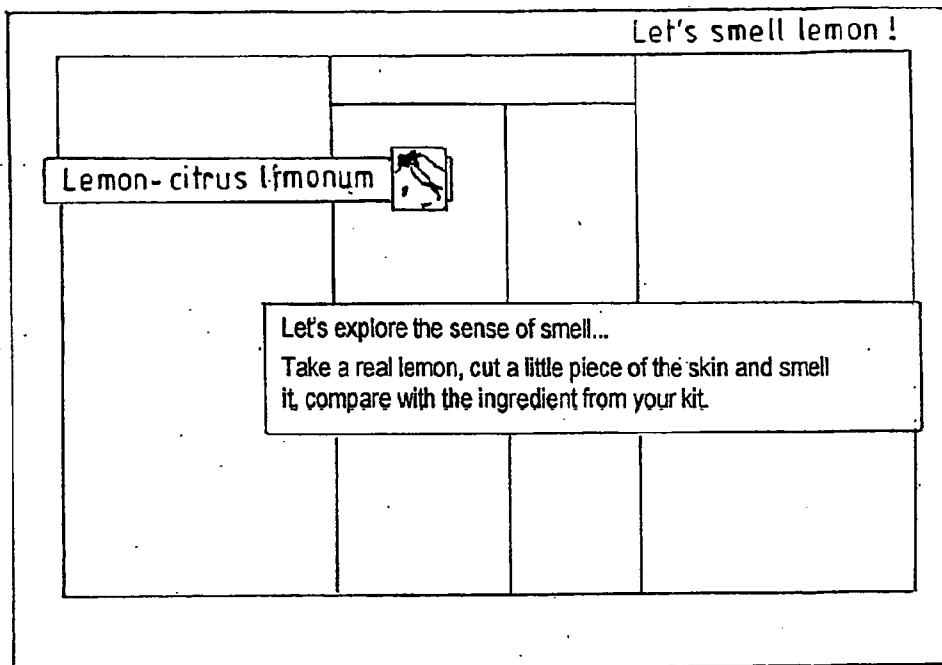 Let's smell lemon !
Lemon- citrus limonum
Let's explore the sense of smell...
Take a real lemon, cut a little piece of the skin and smell
it, compare with the ingredient from your kit.